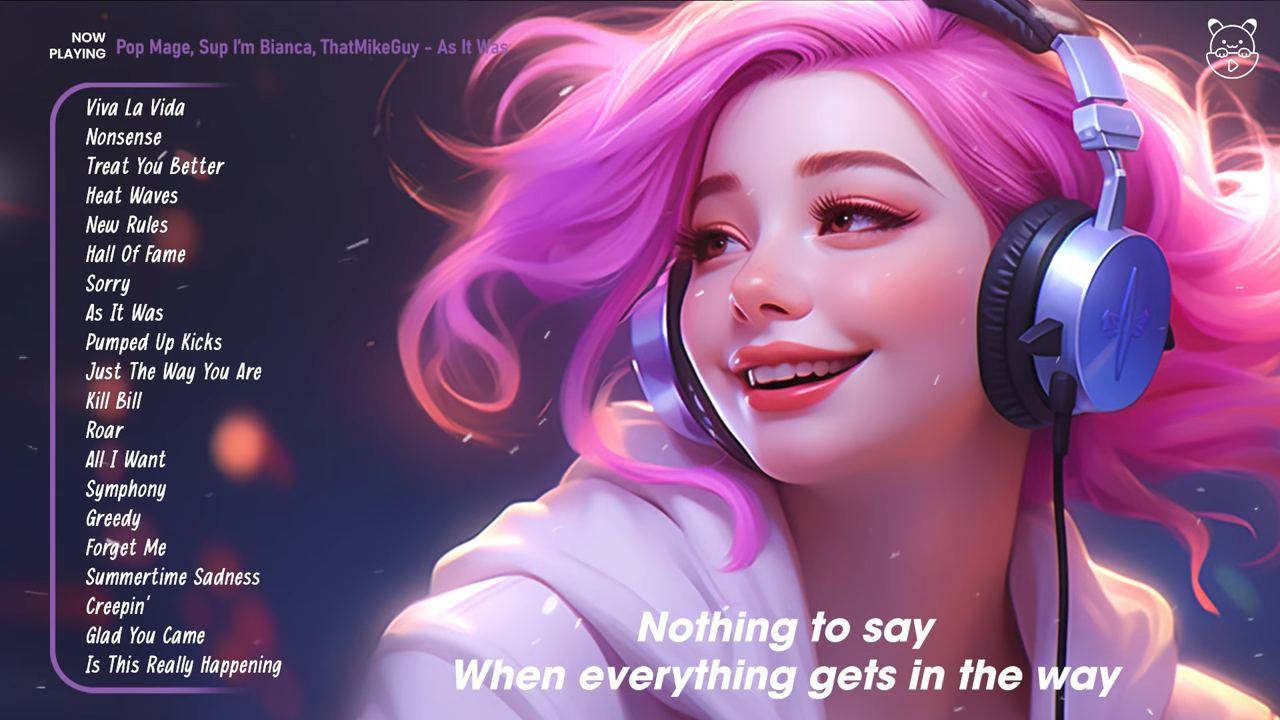 NOW
PLAYING
Pop Mage, Sup I'm Bianca, ThatMikeGuy - As It Was
Viva La Vida
Nonsense
Treat You Better
Heat Waves
New Rules
Hall Of Fame
Sorry
As It Was
Pumped Up Kicks
Just The Way You Are
Kill Bill
Roar
All I Want
Symphony
Greedy
Forget Me
Summertime Sadness
Creepin'
Glad You Came
Is This Really Happening
Nothing to say
When everything gets in the way